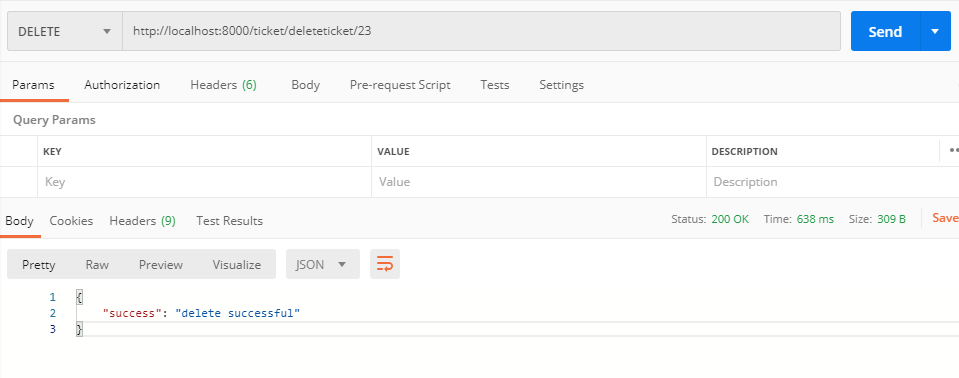 DELETE http://localhost:8000/ticket/deleteticket/23 Send
Params Authorization Headers (6) Body Pre-request Script Tests Settings
Query Params
KEY VALUE DESCRIPTION
Key Value Description
Body Cookies Headers (9) Test Results Status: 200 OK Time: 638 ms Size: 309 B Save
Pretty Raw Preview Visualize JSON
1 {
2 "success": "delete successful"
3 }